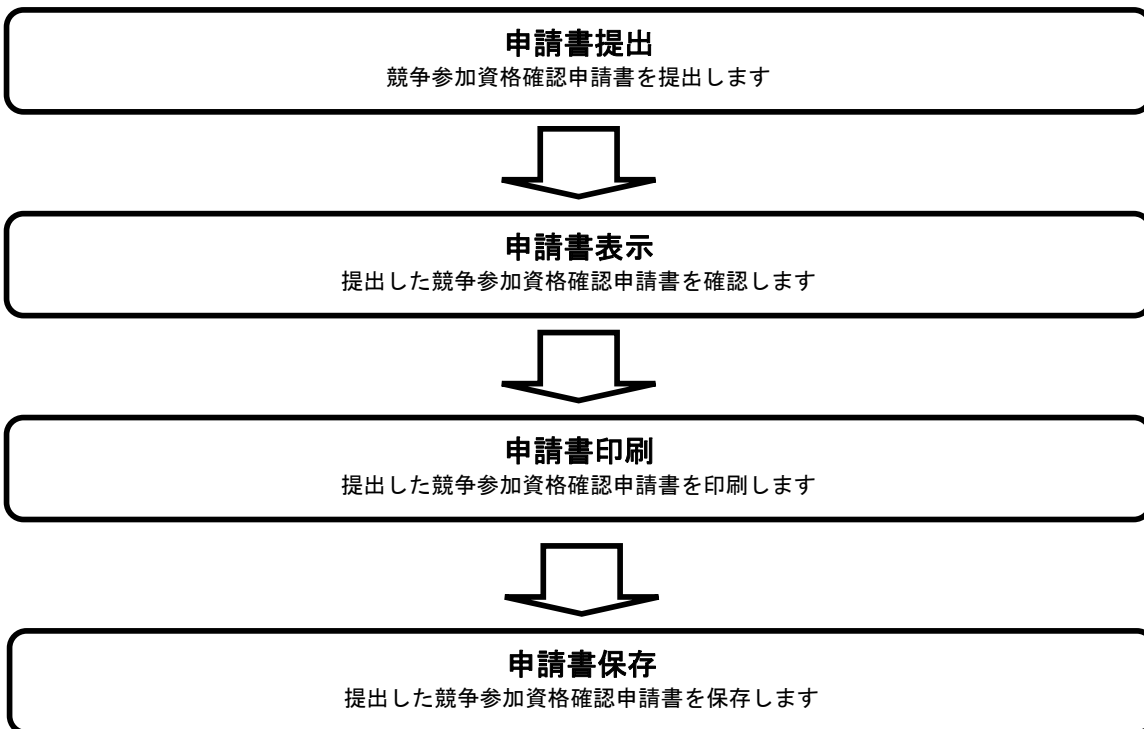 申請書提出
競争参加資格確認申請書を提出します
申請書表示
提出した競争参加資格確認申請書を確認します
申請書印刷
提出した競争参加資格確認申請書を印刷します
申請書保存
提出した競争参加資格確認申請書を保存します